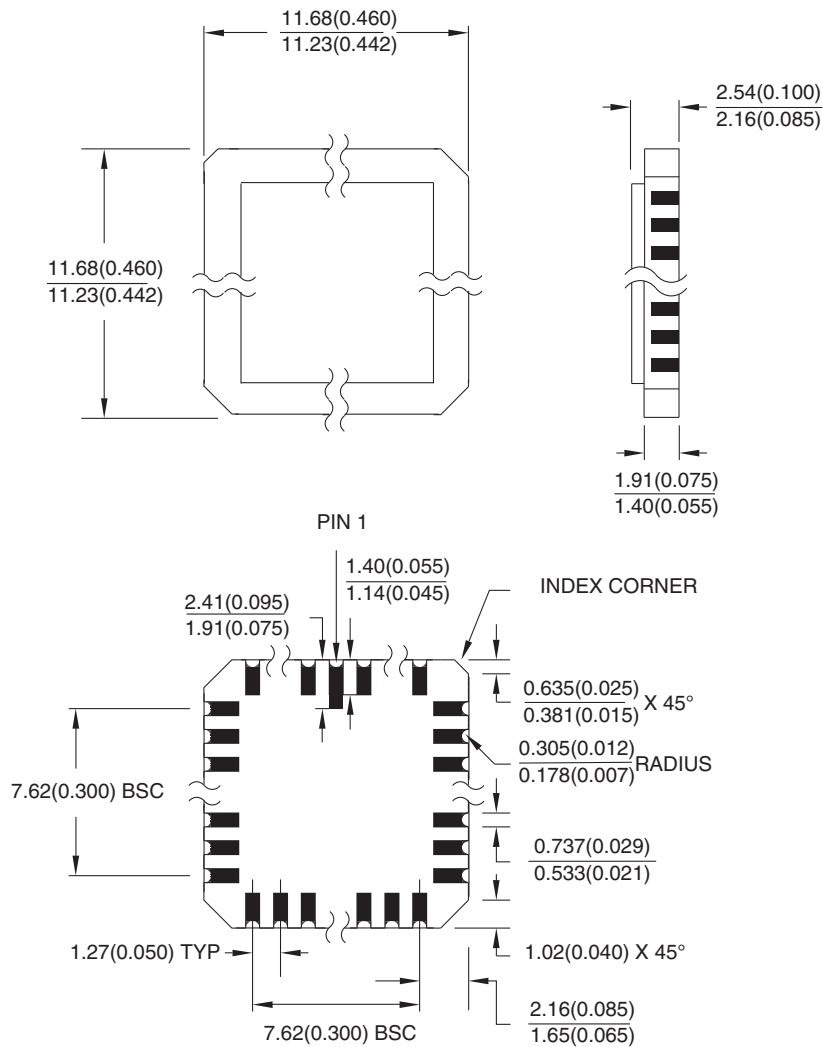 11.68(0.460)
11.23(0.442)
2.54(0.100)
2.16(0.085)
11.68(0.460)
11.23(0.442)
1.91(0.075)
1.40(0.055)
PIN 1
1.40(0.055)
1.14(0.045)
INDEX CORNER
2.41(0.095)
1.91(0.075)
0.635(0.025)
0.381(0.015) X 45°
0.305(0.012)
0.178(0.007) RADIUS
7.62(0.300) BSC
0.737(0.029)
0.533(0.021)
1.27(0.050) TYP
1.02(0.040) X 45°
7.62(0.300) BSC
2.16(0.085)
1.65(0.065)